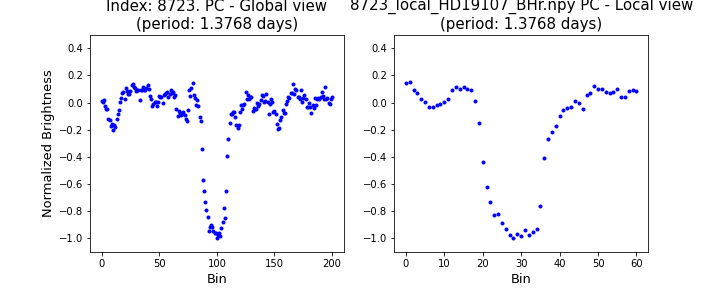 Index: 8723. PC - Global view
(period: 1.3768 days)
8723_local_HD19107_BHr.npy PC - Local view
(period: 1.3768 days)
Normalized Brightness
0.4
0.2
0.0
−0.2
−0.4
−0.6
−0.8
−1.0
0 50 100 150 200
Bin
0.4
0.2
0.0
−0.2
−0.4
−0.6
−0.8
−1.0
0 10 20 30 40 50 60
Bin